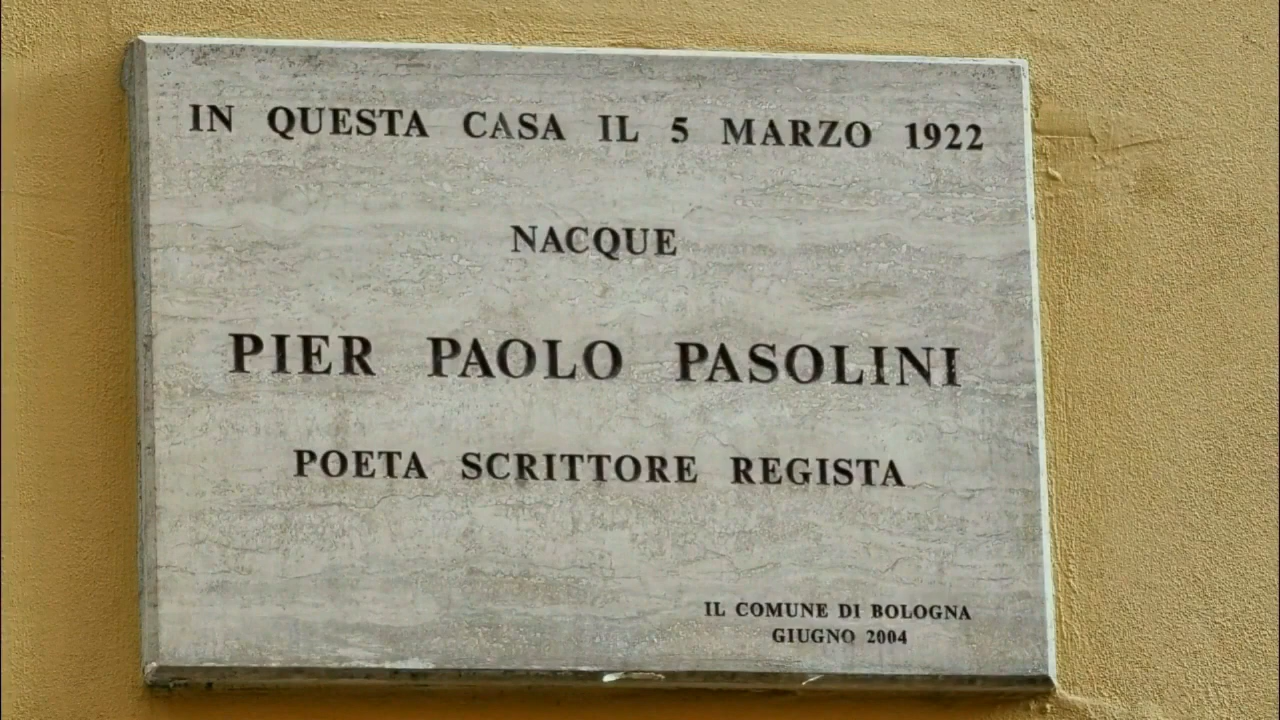 IN QUESTA CASA IL 5 MARZO 1922
NACQUE
PIER PAOLO PASOLINI
POETA SCRITTORE REGISTA
IL COMUNE DI BOLOGNA
GIUGNO 2004